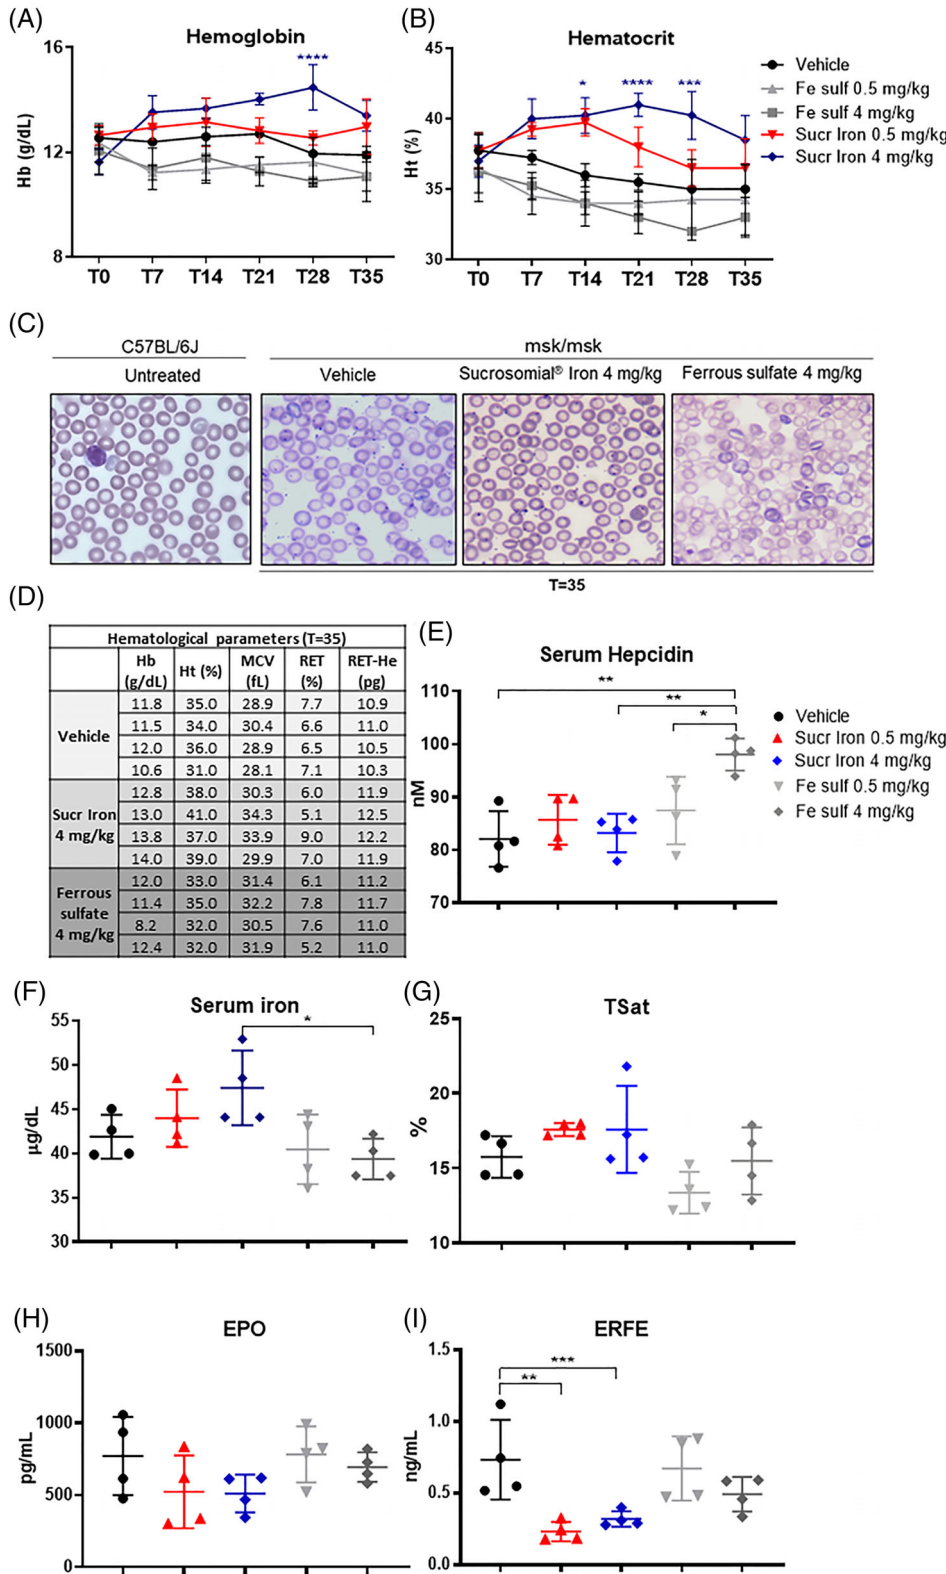 (A)
Hemoglobin
16
12
8
Hb (g/dL)
****
T0 T7 T14 T21 T28 T35
(B)
Hematocrit
45
40
35
30
Ht (%)
* **** ***
T0 T7 T14 T21 T28 T35
Vehicle
Fe sulf 0.5 mg/kg
Fe sulf 4 mg/kg
Sucr Iron 0.5 mg/kg
Sucr Iron 4 mg/kg
(C)
C57BL/6J
msk/msk
Untreated
Vehicle
Sucrosomial® Iron 4 mg/kg
Ferrous sulfate 4 mg/kg
T=35
(D)
Hematological parameters (T=35)
Hb (g/dL) Ht (%) MCV (fL) RET (%) RET-He (pg)
Vehicle
11.8 35.0 28.9 7.7 10.9
11.5 34.0 30.4 6.6 11.0
12.0 36.0 28.9 6.5 10.5
10.6 31.0 28.1 7.1 10.3
Sucr Iron
4 mg/kg
12.8 38.0 30.3 6.0 11.9
13.0 41.0 34.3 5.1 12.5
13.8 37.0 33.9 9.0 12.2
14.0 39.0 29.9 7.0 11.9
Ferrous
sulfate
4 mg/kg
12.0 33.0 31.4 6.1 11.2
11.4 35.0 32.2 7.8 11.7
8.2 32.0 30.5 7.6 11.0
12.4 32.0 31.9 5.2 11.0
(E)
Serum Hepcidin
110
100
90
80
70
nM
**
**
*
Vehicle
Sucr Iron 0.5 mg/kg
Sucr Iron 4 mg/kg
Fe sulf 0.5 mg/kg
Fe sulf 4 mg/kg
(F)
Serum iron
55
50
45
40
35
30
µg/dL
*
(G)
TSat
25
20
15
10
%
(H)
EPO
1500
1000
500
0
pg/mL
(I)
ERFE
1.5
1.0
0.5
0.0
ng/mL
***
**